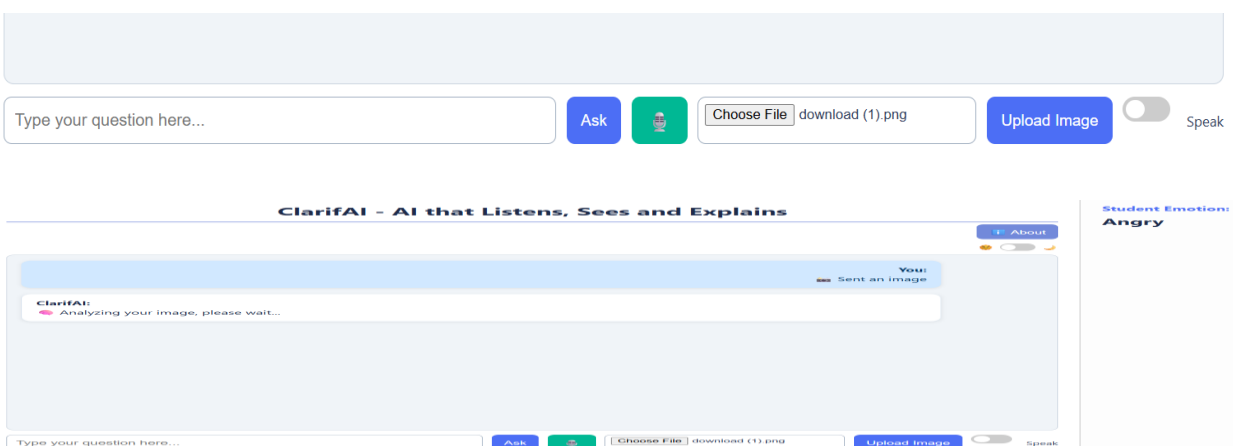 Type your question here...
Ask
Choose File download (1).png
Upload Image
Speak
ClarifAI - AI that Listens, Sees and Explains
Student Emotion:
Angry
About
You:
Sent an image
ClarifAI:
Analyzing your image, please wait...
Type your question here...
Ask
Choose File download (1).png
Upload Image
Speak